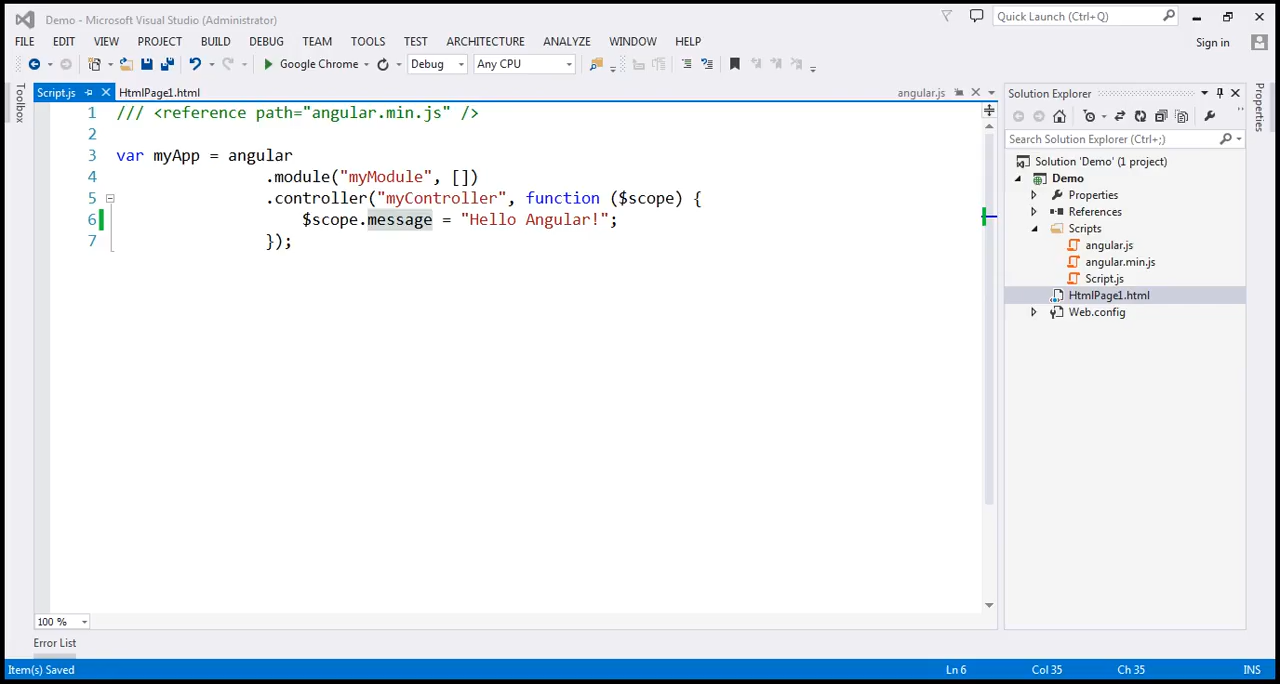 Demo - Microsoft Visual Studio (Administrator)
Quick Launch (Ctrl+Q)
FILE EDIT VIEW PROJECT BUILD DEBUG TEAM TOOLS TEST ARCHITECTURE ANALYZE WINDOW HELP
Sign in
Google Chrome Debug Any CPU
Toolbox
Script.js HtmlPage1.html angular.js
1 /// <reference path="angular.min.js" />
2
3 var myApp = angular
4 .module("myModule", [])
5 .controller("myController", function ($scope) {
6 $scope.message = "Hello Angular!";
7 });
Solution Explorer
Search Solution Explorer (Ctrl+;)
Solution 'Demo' (1 project)
Demo
Properties
References
Scripts
angular.js
angular.min.js
Script.js
HtmlPage1.html
Web.config
Properties
100 %
Error List
Item(s) Saved Ln 6 Col 35 Ch 35 INS